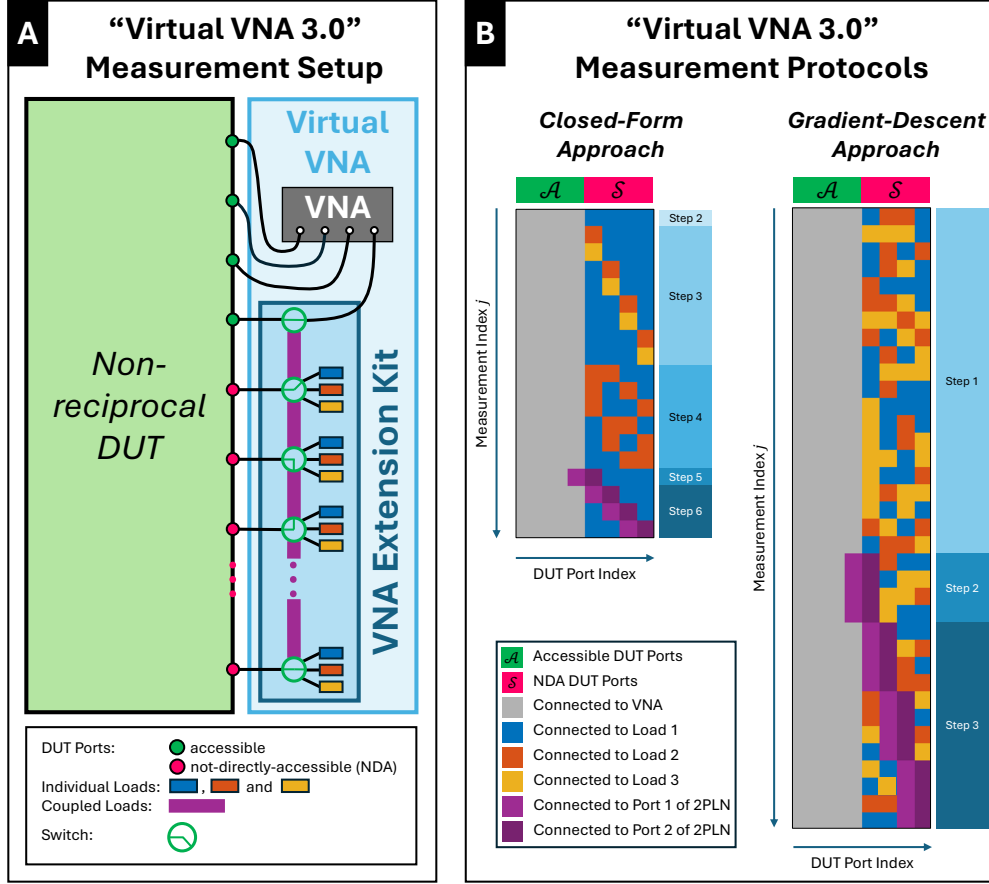 A
“Virtual VNA 3.0”
Measurement Setup
Virtual
VNA
VNA
Non-
reciprocal
DUT
VNA Extension Kit
DUT Ports:
accessible
not-directly-accessible (NDA)
Individual Loads: , and
Coupled Loads:
Switch:
B
“Virtual VNA 3.0”
Measurement Protocols
Closed-Form
Approach
𝒜 𝒮
Measurement Index j
Step 2
Step 3
Step 4
Step 5
Step 6
DUT Port Index
Gradient-Descent
Approach
𝒜 𝒮
Measurement Index j
Step 1
Step 2
Step 3
DUT Port Index
𝒜 Accessible DUT Ports
𝒮 NDA DUT Ports
Connected to VNA
Connected to Load 1
Connected to Load 2
Connected to Load 3
Connected to Port 1 of 2PLN
Connected to Port 2 of 2PLN